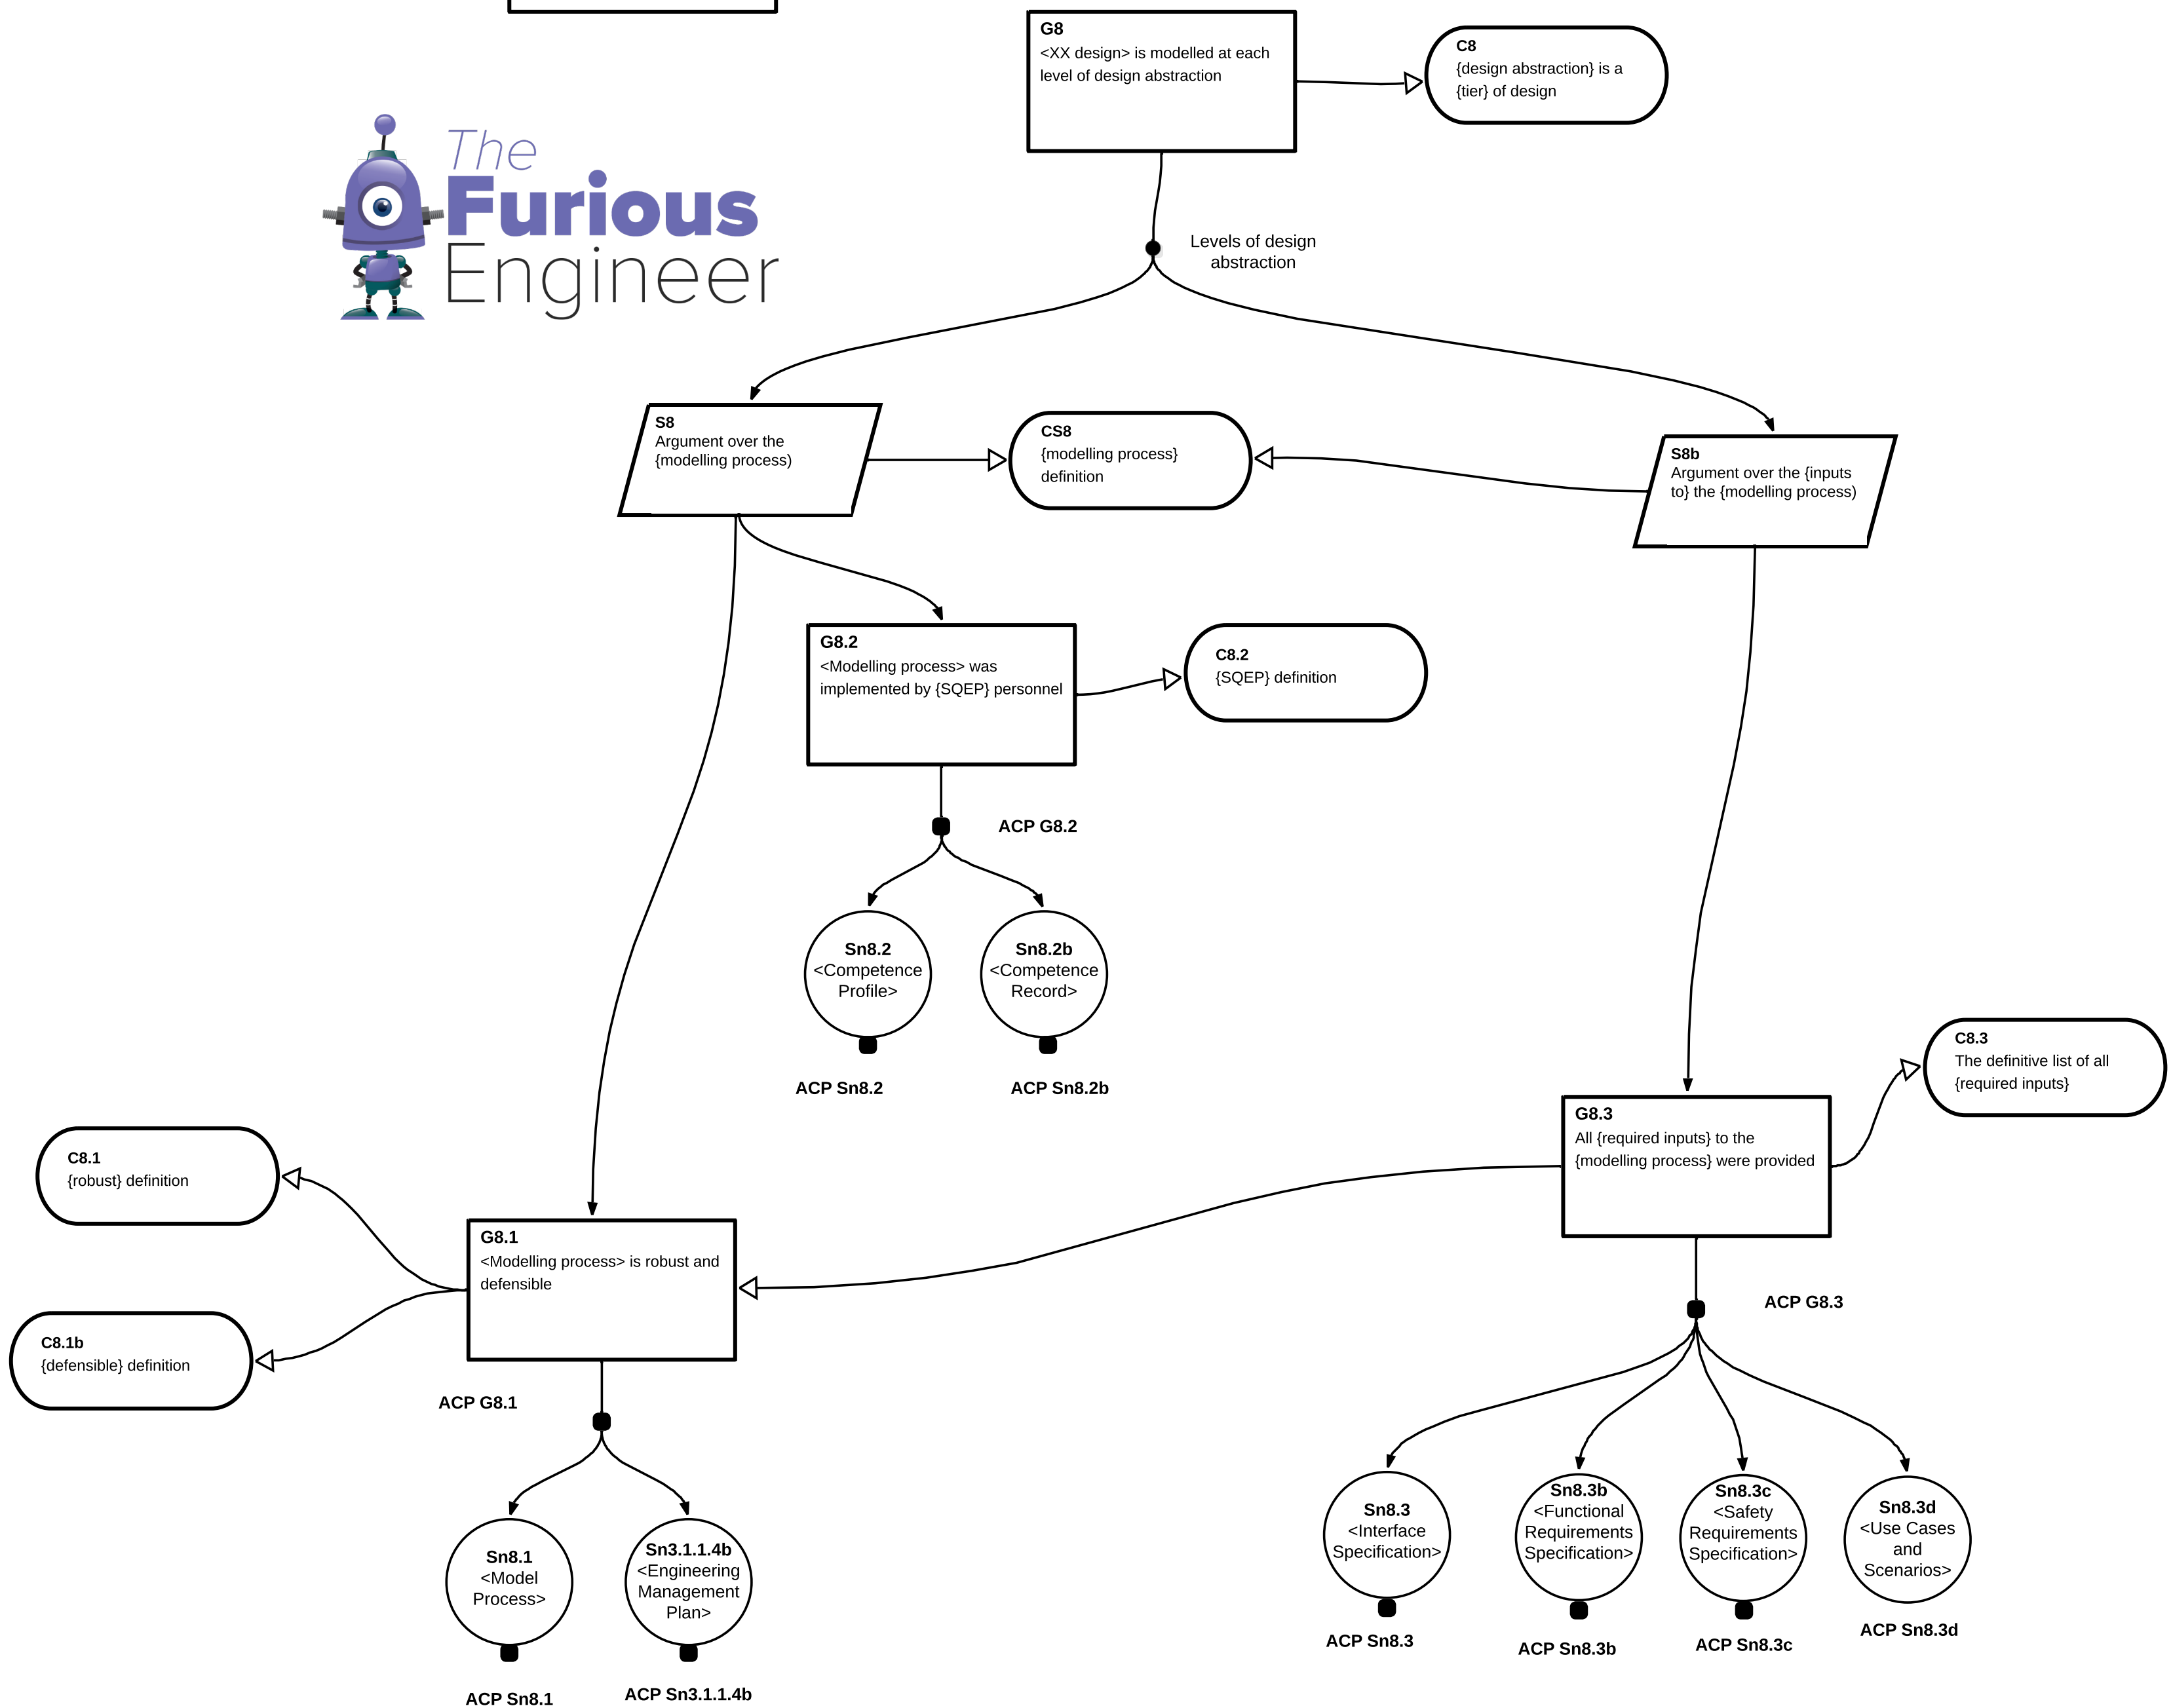 G8
<XX design> is modelled at each
level of design abstraction
C8
{design abstraction} is a
{tier} of design
The
Furious
Engineer
Levels of design
abstraction
S8
Argument over the
{modelling process)
CS8
{modelling process}
definition
S8b
Argument over the {inputs
to} the {modelling process)
G8.2
<Modelling process> was
implemented by {SQEP} personnel
C8.2
{SQEP} definition
ACP G8.2
Sn8.2
<Competence
Profile>
Sn8.2b
<Competence
Record>
ACP Sn8.2
ACP Sn8.2b
C8.3
The definitive list of all
{required inputs}
G8.3
All {required inputs} to the
{modelling process} were provided
C8.1
{robust} definition
G8.1
<Modelling process> is robust and
defensible
C8.1b
{defensible} definition
ACP G8.3
ACP G8.1
Sn8.1
<Model
Process>
Sn3.1.1.4b
<Engineering
Management
Plan>
Sn8.3
<Interface
Specification>
Sn8.3b
<Functional
Requirements
Specification>
Sn8.3c
<Safety
Requirements
Specification>
Sn8.3d
<Use Cases
and
Scenarios>
ACP Sn8.3
ACP Sn8.3b
ACP Sn8.3c
ACP Sn8.3d
ACP Sn8.1
ACP Sn3.1.1.4b